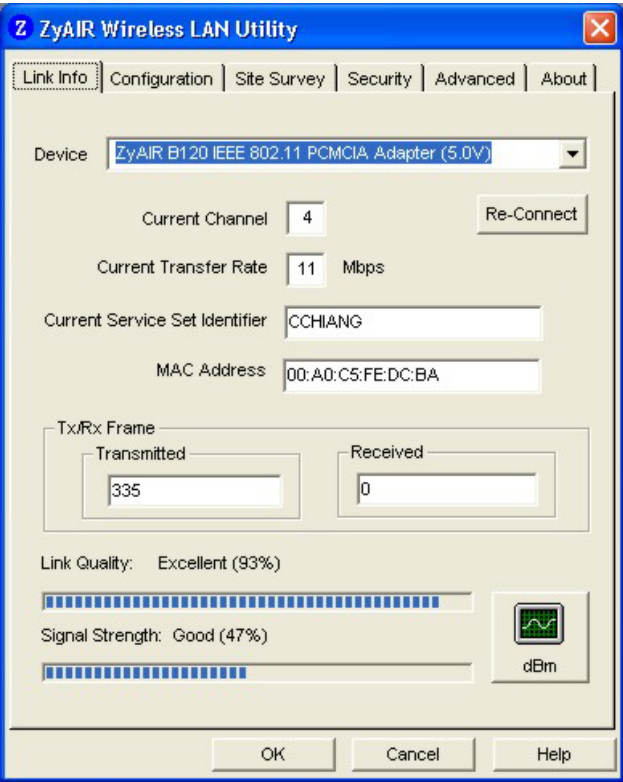 Z ZyAIR Wireless LAN Utility
Link Info Configuration Site Survey Security Advanced About
Device ZyAIR B120 IEEE 802.11 PCMCIA Adapter (5.0V)
Current Channel 4 Re-Connect
Current Transfer Rate 11 Mbps
Current Service Set Identifier CCHIANG
MAC Address 00:A0:C5:FE:DC:BA
Tx/Rx Frame
Transmitted Received
335 0
Link Quality: Excellent (93%)
Signal Strength: Good (47%)
dBm
OK Cancel Help